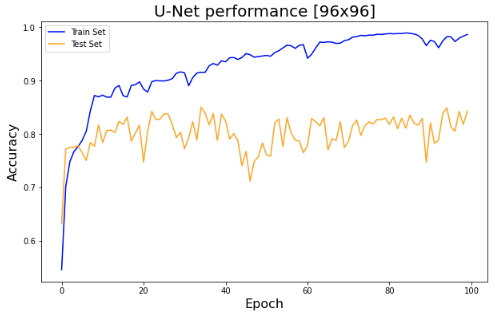 U-Net performance [96x96]
Train Set
Test Set
1.0
0.9
0.8
0.7
0.6
Accuracy
0 20 40 60 80 100
Epoch